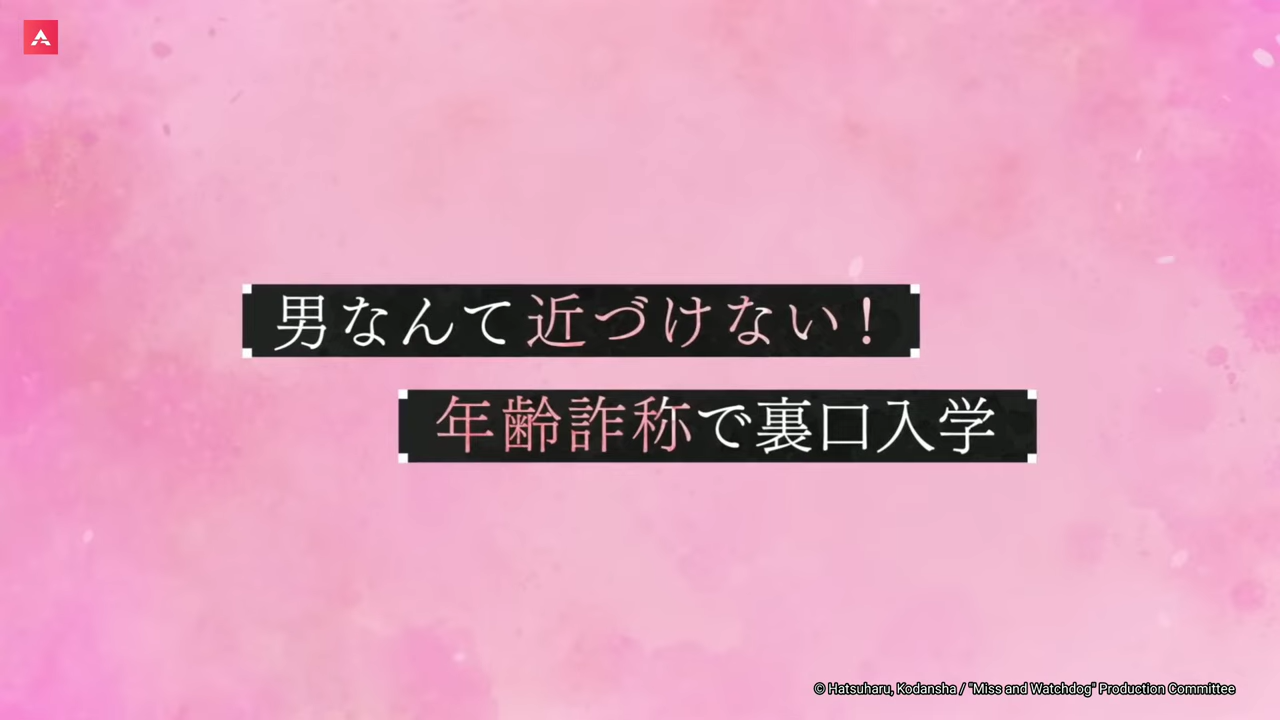 男なんて近づけない！
年齢詐称で裏口入学
© Hatsuharu, Kodansha / "Miss and Watchdog" Production Committee